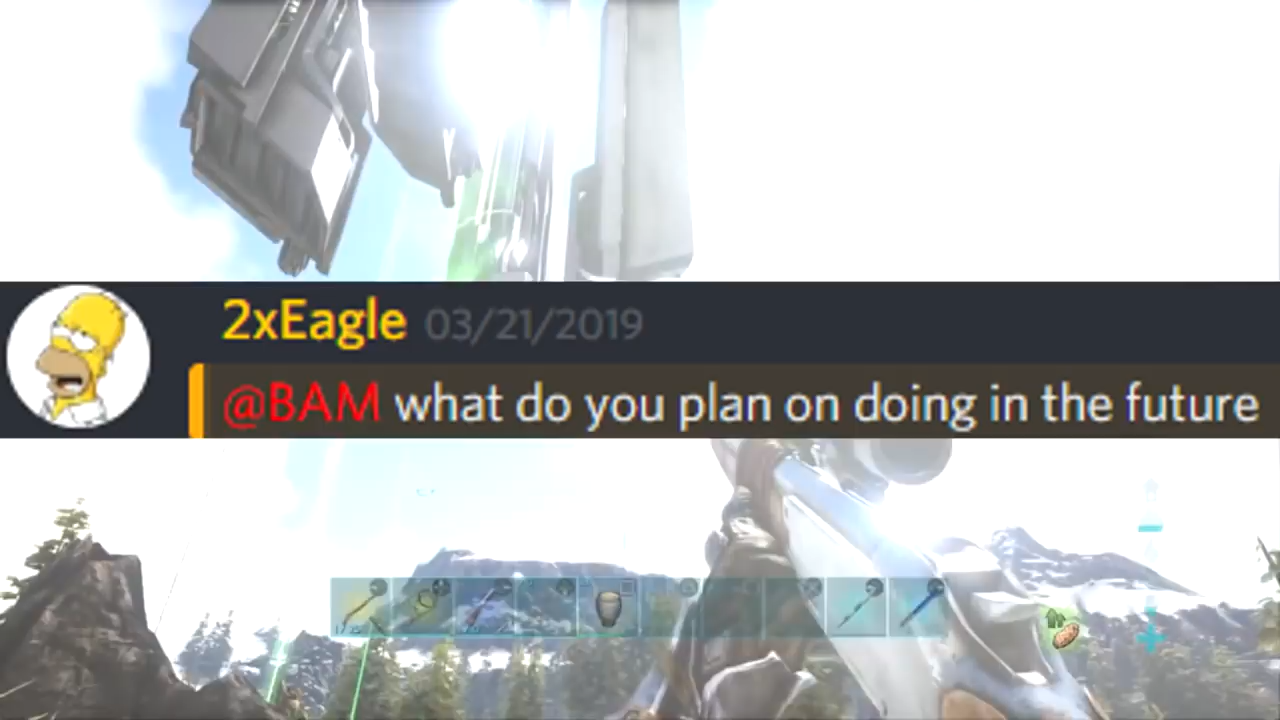 2xEagle 03/21/2019
@BAM what do you plan on doing in the future